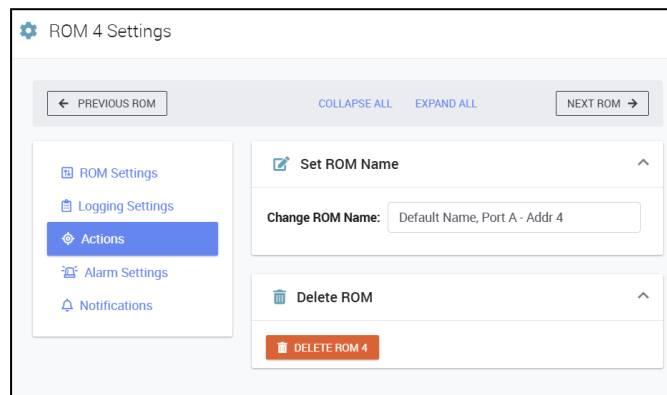 ROM 4 Settings
PREVIOUS ROM
COLLAPSE ALL
EXPAND ALL
NEXT ROM
ROM Settings
Logging Settings
Actions
Alarm Settings
Notifications
Set ROM Name
Change ROM Name: Default Name, Port A - Addr 4
Delete ROM
DELETE ROM 4